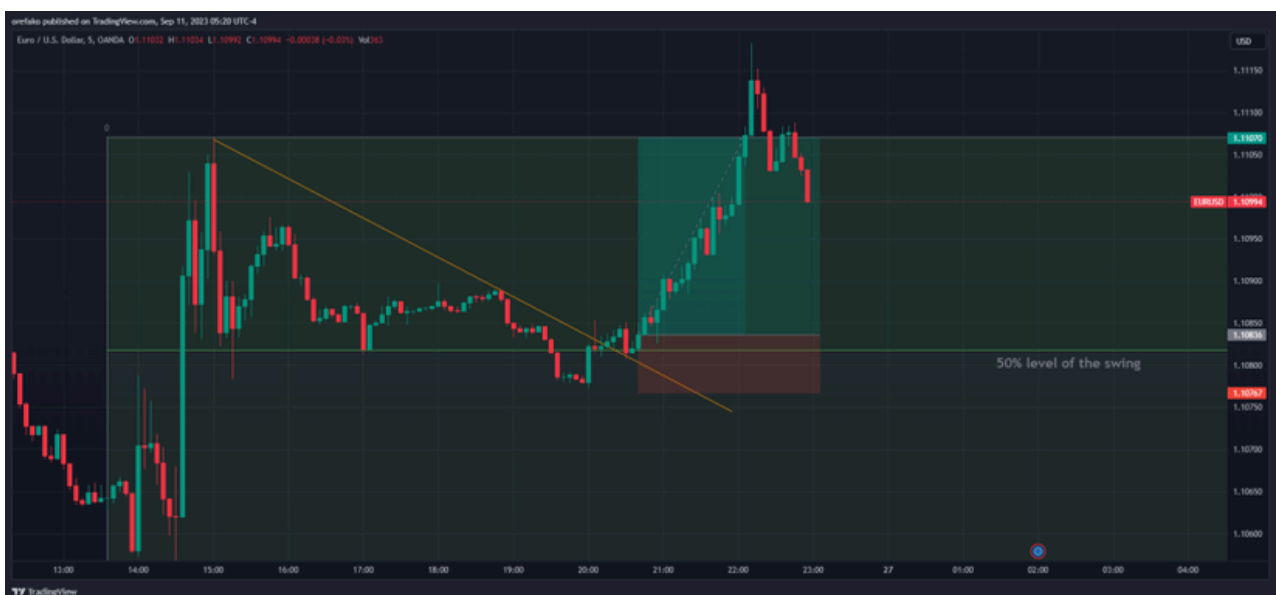 orefako published on TradingView.com, Sep 11, 2023 05:20 UTC-4
Euro / U.S. Dollar, 5, OANDA O1.11032 H1.11034 L1.10992 C1.10994 −0.00038 (−0.03%) Vol363
USD
1.11150
1.11100
0
1.11070
1.11050
EURUSD 1.10994
1.10950
1.10900
1.10850
1.10836
50% level of the swing
1.10800
1.10767
1.10750
1.10700
1.10650
1.10600
13:00 14:00 15:00 16:00 17:00 18:00 19:00 20:00 21:00 22:00 23:00 27 01:00 02:00 03:00 04:00
TradingView